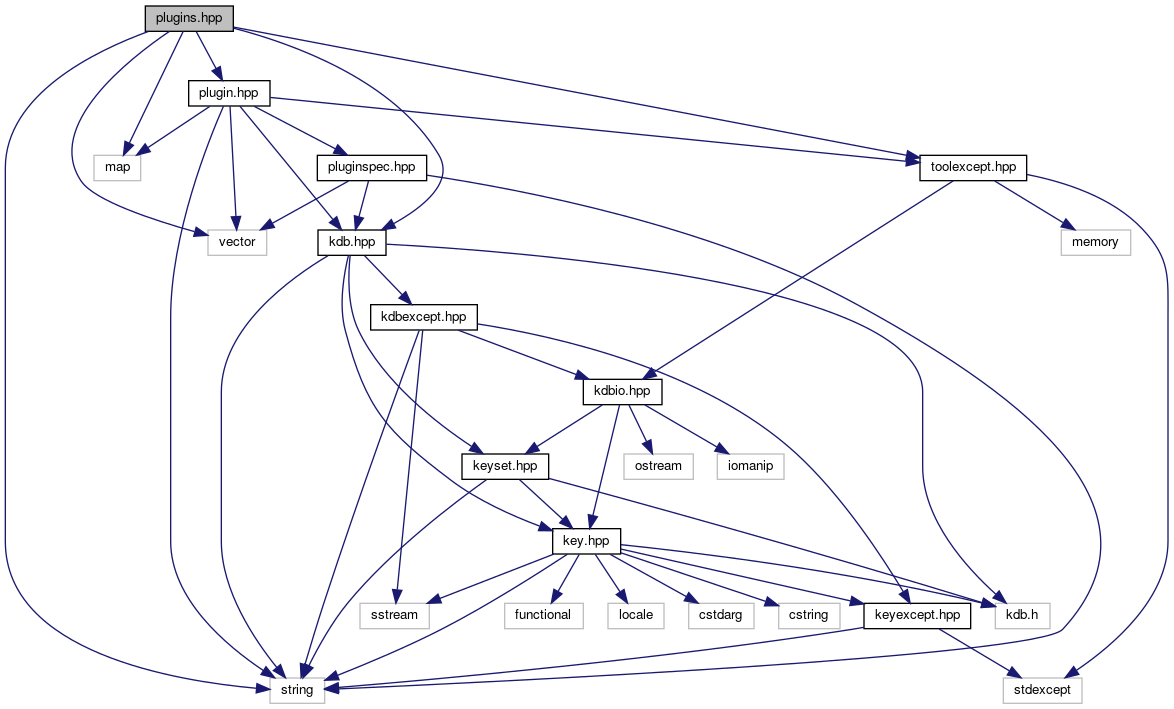 plugins.hpp
plugin.hpp
map
pluginspec.hpp
toolexcept.hpp
vector
kdb.hpp
memory
kdbexcept.hpp
kdbio.hpp
keyset.hpp
ostream
iomanip
key.hpp
sstream
functional
locale
cstdarg
cstring
keyexcept.hpp
kdb.h
string
stdexcept